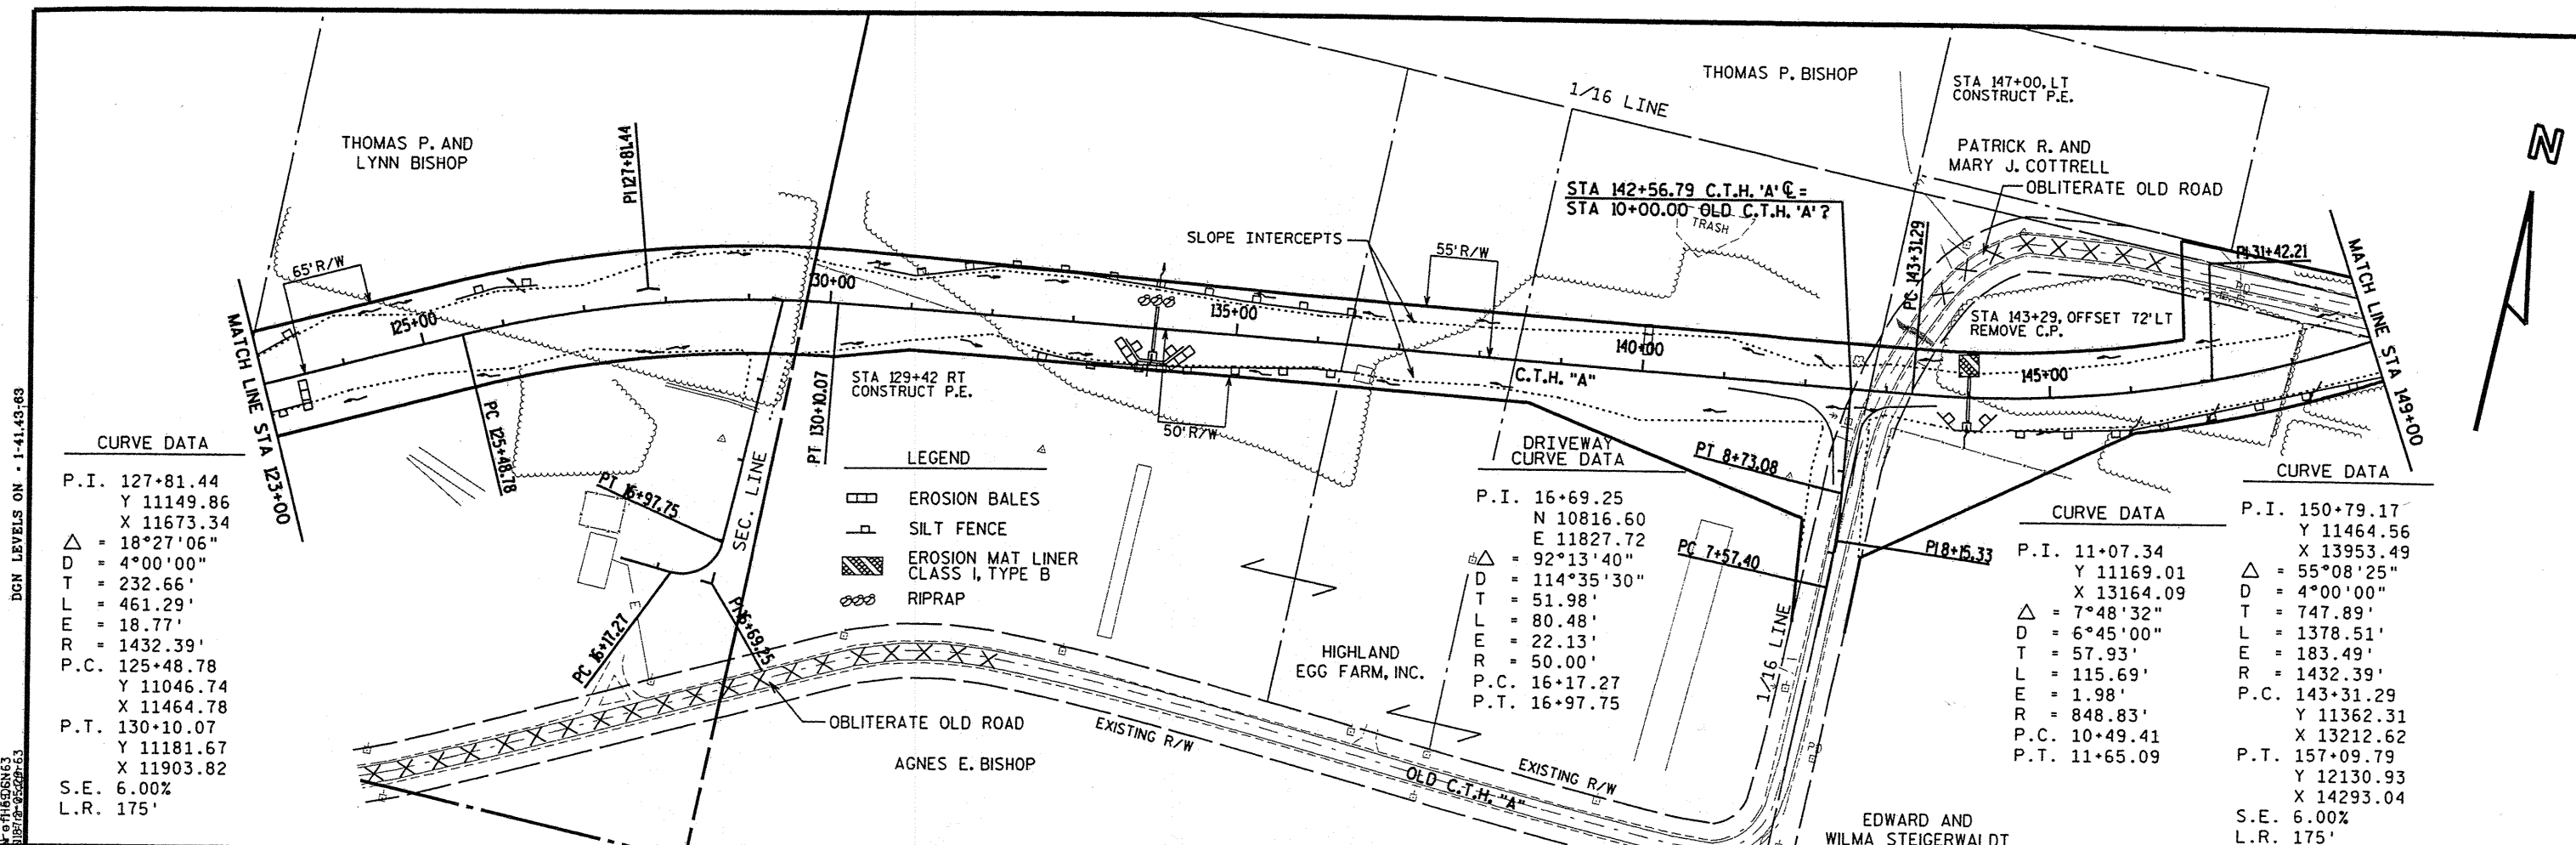 THOMAS P. AND
LYNN BISHOP
THOMAS P. BISHOP
1/16 LINE
STA 147+00, LT
CONSTRUCT P.E.
PATRICK R. AND
MARY J. COTTRELL
OBLITERATE OLD ROAD
N
PI 127+81.44
STA 142+56.79 C.T.H. 'A' ℄ =
STA 10+00.00 OLD C.T.H. 'A' ?
TRASH
SLOPE INTERCEPTS
55' R/W
65' R/W
PC 143+31.29
PI 31+42.21
MATCH LINE STA 123+00
MATCH LINE STA 149+00
125+00
130+00
135+00
140+00
145+00
C.T.H. "A"
STA 143+29, OFFSET 72' LT
REMOVE C.P.
STA 129+42 RT
CONSTRUCT P.E.
PC 125+48.78
PT 130+10.07
50' R/W
SEC. LINE
PT 16+97.75
PC 16+17.27
PI 16+69.25
PT 8+73.08
PC 7+57.40
PI 8+15.33
1/16 LINE
CURVE DATA
P.I. 127+81.44
Y 11149.86
X 11673.34
△ = 18°27'06"
D = 4°00'00"
T = 232.66'
L = 461.29'
E = 18.77'
R = 1432.39'
P.C. 125+48.78
Y 11046.74
X 11464.78
P.T. 130+10.07
Y 11181.67
X 11903.82
S.E. 6.00%
L.R. 175'
LEGEND
EROSION BALES
SILT FENCE
EROSION MAT LINER
CLASS I, TYPE B
RIPRAP
DRIVEWAY
CURVE DATA
P.I. 16+69.25
N 10816.60
E 11827.72
△ = 92°13'40"
D = 114°35'30"
T = 51.98'
L = 80.48'
E = 22.13'
R = 50.00'
P.C. 16+17.27
P.T. 16+97.75
CURVE DATA
P.I. 11+07.34
Y 11169.01
X 13164.09
△ = 7°48'32"
D = 6°45'00"
T = 57.93'
L = 115.69'
E = 1.98'
R = 848.83'
P.C. 10+49.41
P.T. 11+65.09
CURVE DATA
P.I. 150+79.17
Y 11464.56
X 13953.49
△ = 55°08'25"
D = 4°00'00"
T = 747.89'
L = 1378.51'
E = 183.49'
R = 1432.39'
P.C. 143+31.29
Y 11362.31
X 13212.62
P.T. 157+09.79
Y 12130.93
X 14293.04
S.E. 6.00%
L.R. 175'
HIGHLAND
EGG FARM, INC.
OBLITERATE OLD ROAD
AGNES E. BISHOP
EXISTING R/W
OLD C.T.H. "A"
EXISTING R/W
EDWARD AND
WILMA STEIGERWALDT
DGN LEVELS ON - 1-41,43-63